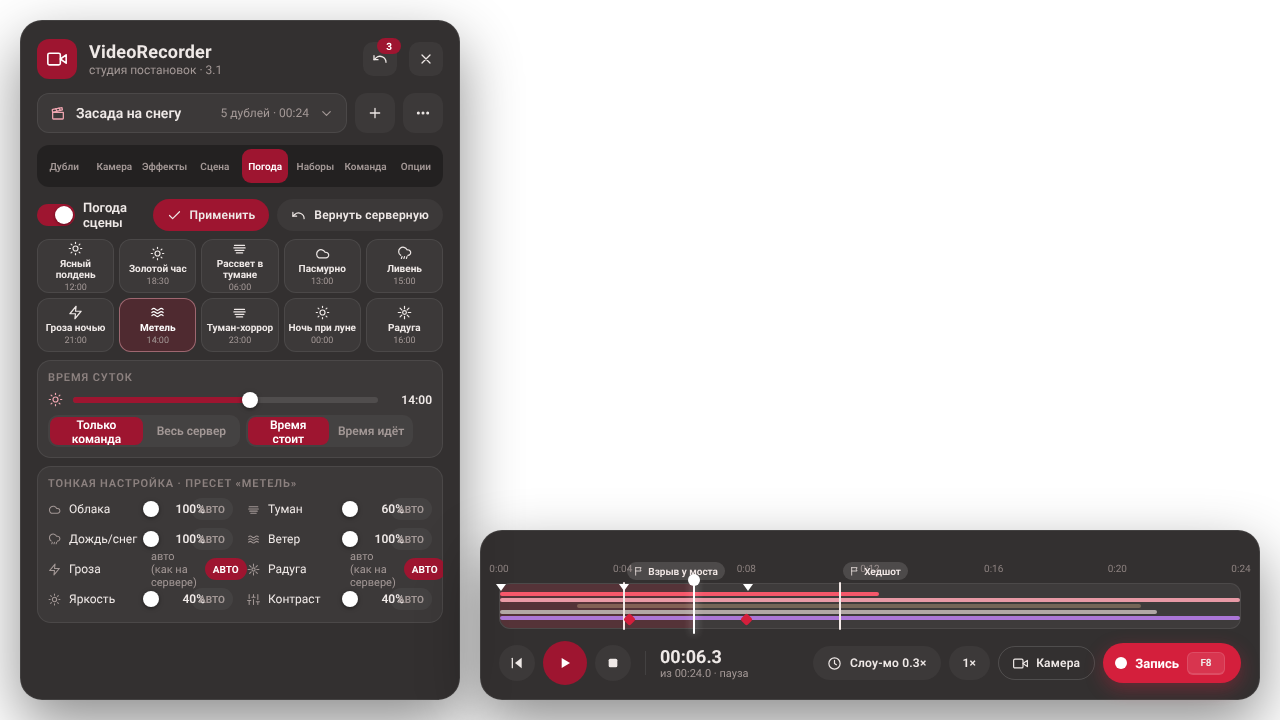 VideoRecorder
3
студия постановок · 3.1
Засада на снегу
5 дублей · 00:24
Дубли Камера Эффекты Сцена Погода Наборы Команда Опции
Погода сцены
Применить
Вернуть серверную
Ясный полдень
12:00
Золотой час
18:30
Рассвет в тумане
06:00
Пасмурно
13:00
Ливень
15:00
Гроза ночью
21:00
Метель
14:00
Туман-хоррор
23:00
Ночь при луне
00:00
Радуга
16:00
ВРЕМЯ СУТОК
14:00
Только команда
Весь сервер
Время стоит
Время идёт
ТОНКАЯ НАСТРОЙКА · ПРЕСЕТ «МЕТЕЛЬ»
Облака 100% АВТО
Туман 60% АВТО
Дождь/снег 100% АВТО
Ветер 100% АВТО
Гроза авто (как на сервере) АВТО
Радуга авто (как на сервере) АВТО
Яркость 40% АВТО
Контраст 40% АВТО
0:00 0:04 0:08 0:12 0:16 0:20 0:24
Взрыв у моста
Хедшот
00:06.3
из 00:24.0 · пауза
Слоу-мо 0.3×
1×
Камера
Запись F8